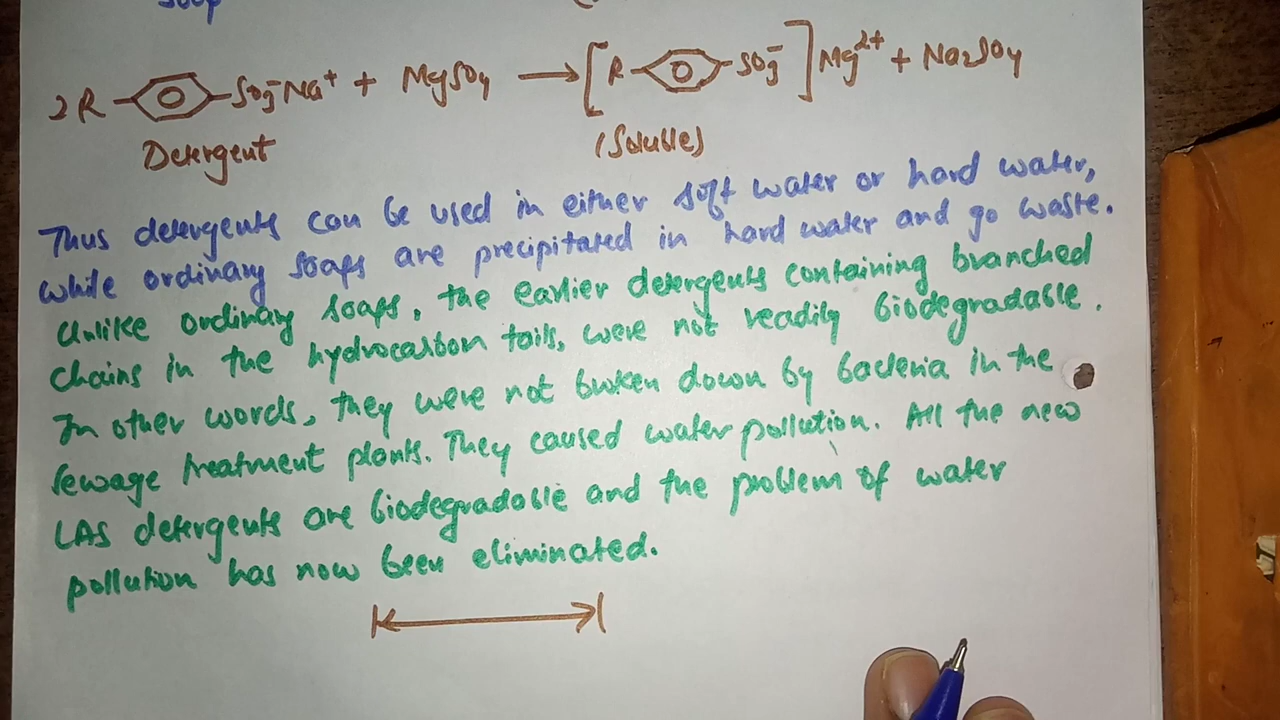 soap
2R-⌬-SO₃⁻Na⁺ + MgSO₄ → [R-⌬-SO₃⁻]Mg²⁺ + Na₂SO₄
Detergent (Soluble)
Thus detergents can be used in either soft water or hard water,
while ordinary soaps are precipitated in hard water and go waste.
Unlike ordinary soaps, the earlier detergents containing branched
chains in the hydrocarbon tails, were not readily biodegradable.
In other words, they were not broken down by bacteria in the
sewage treatment plants. They caused water pollution. All the new
LAS detergents are biodegradable and the problem of water
pollution has now been eliminated.